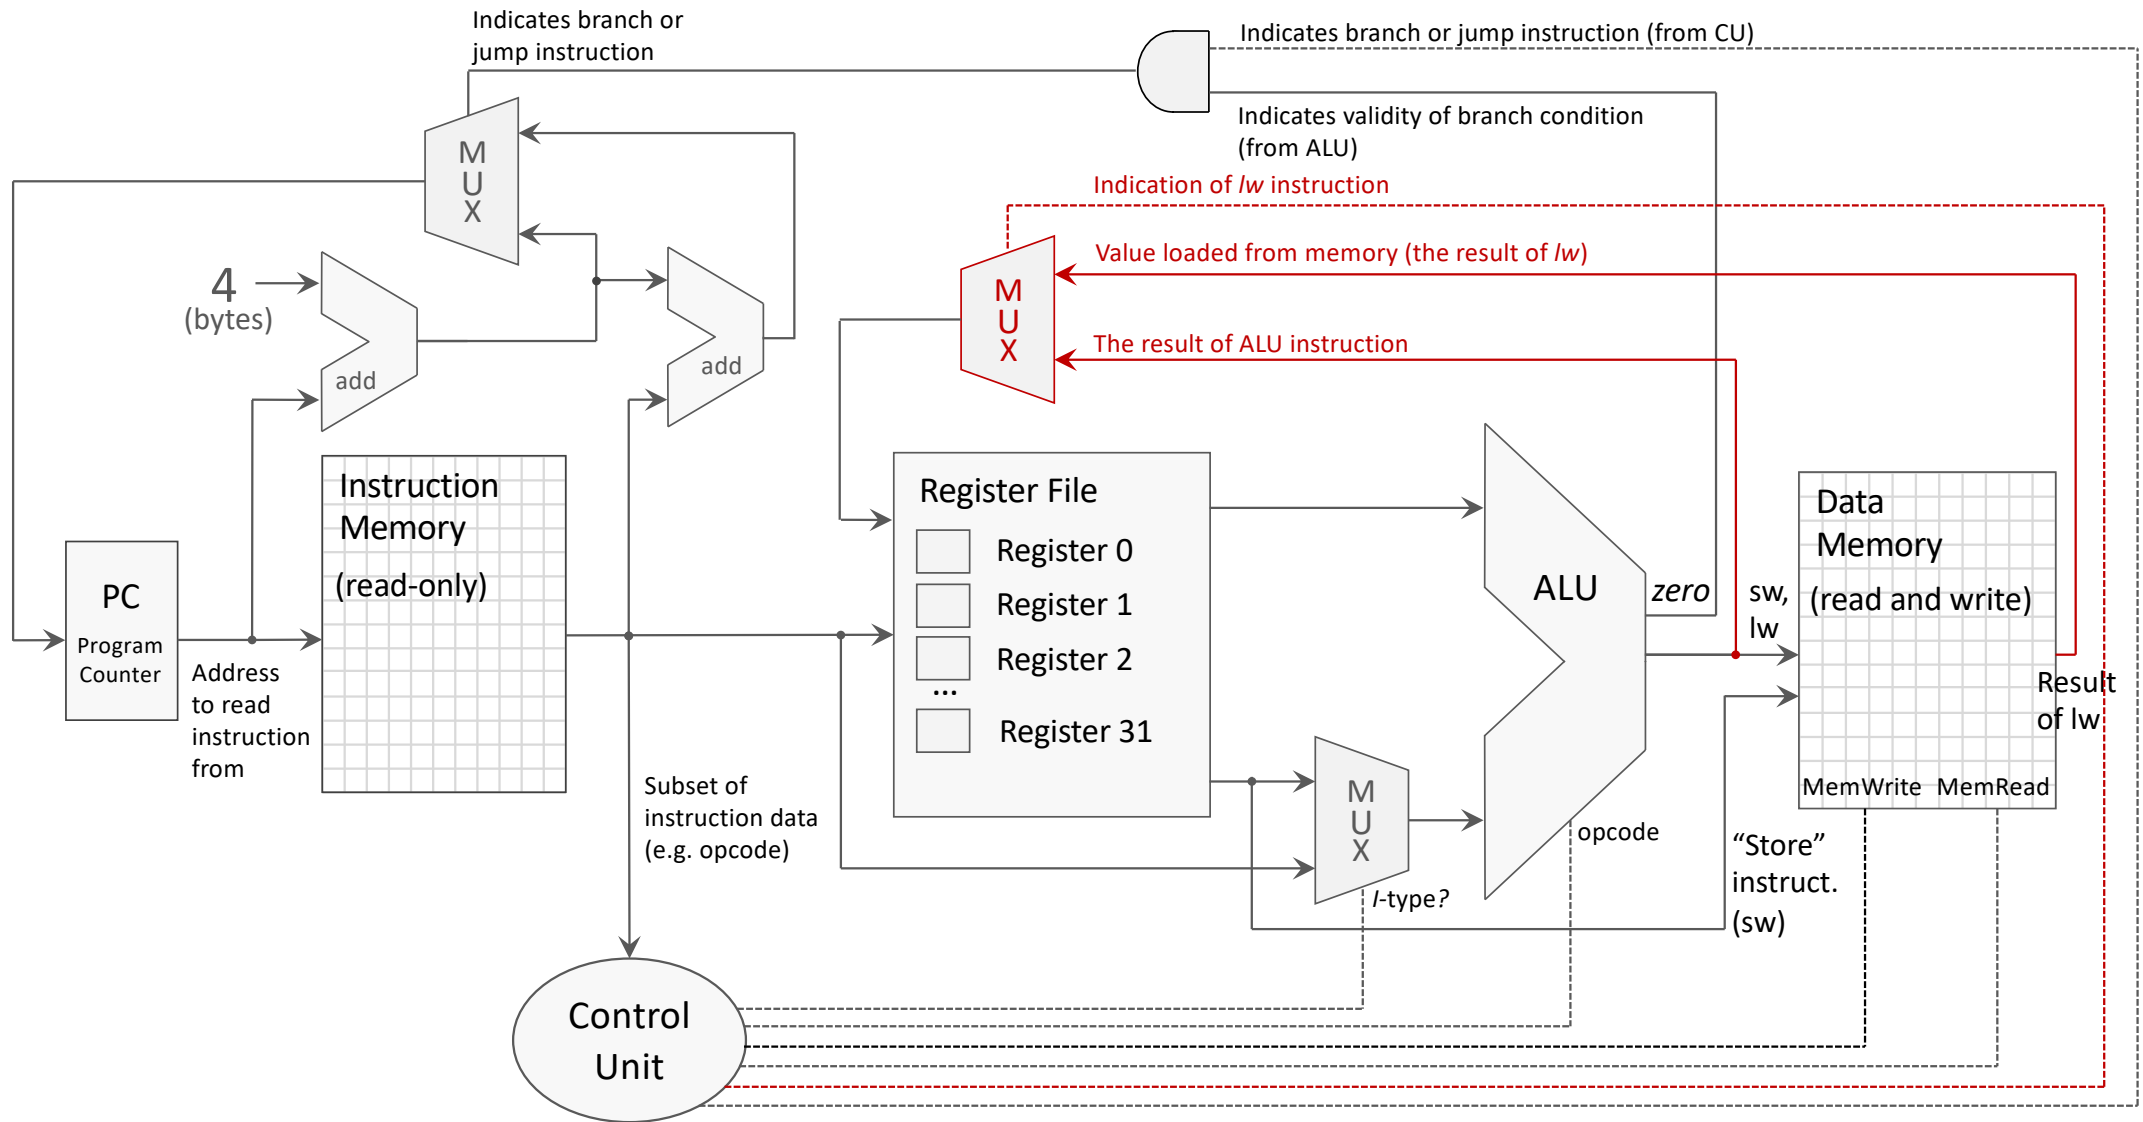 Indicates branch or
jump instruction
Indicates branch or jump instruction (from CU)
Indicates validity of branch condition
(from ALU)
M
U
X
Indication of lw instruction
Value loaded from memory (the result of lw)
M
U
X
The result of ALU instruction
4
(bytes)
add
add
Instruction
Memory
(read-only)
Register File
Register 0
Register 1
Register 2
...
Register 31
ALU
zero
sw,
lw
Data
Memory
(read and write)
PC
Program
Counter
Address
to read
instruction
from
Result
of lw
MemWrite
MemRead
Subset of
instruction data
(e.g. opcode)
M
U
X
I-type?
opcode
“Store”
instruct.
(sw)
Control
Unit